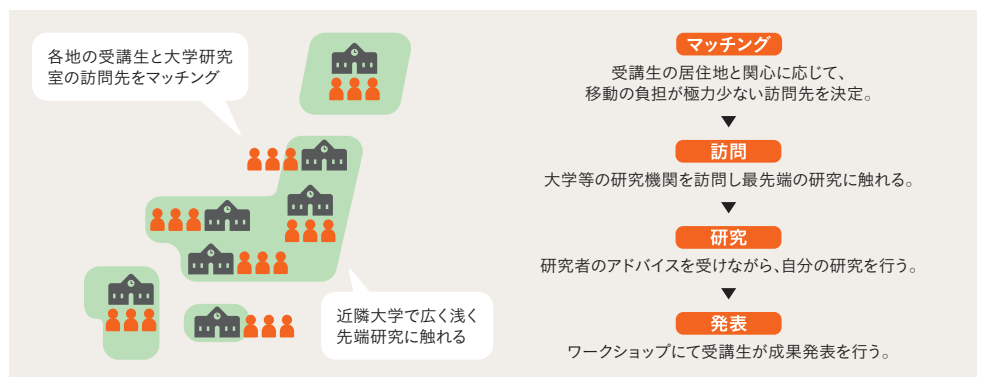 各地の受講生と大学研究
室の訪問先をマッチング
近隣大学で広く浅く
先端研究に触れる
マッチング
受講生の居住地と関心に応じて、
移動の負担が極力少ない訪問先を決定。
訪問
大学等の研究機関を訪問し最先端の研究に触れる。
研究
研究者のアドバイスを受けながら、自分の研究を行う。
発表
ワークショップにて受講生が成果発表を行う。